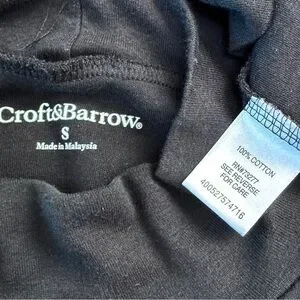 Croft&Barrow®
S
Made in Malaysia
100% COTTON
RN#73277
SEE REVERSE
FOR CARE
400527574716